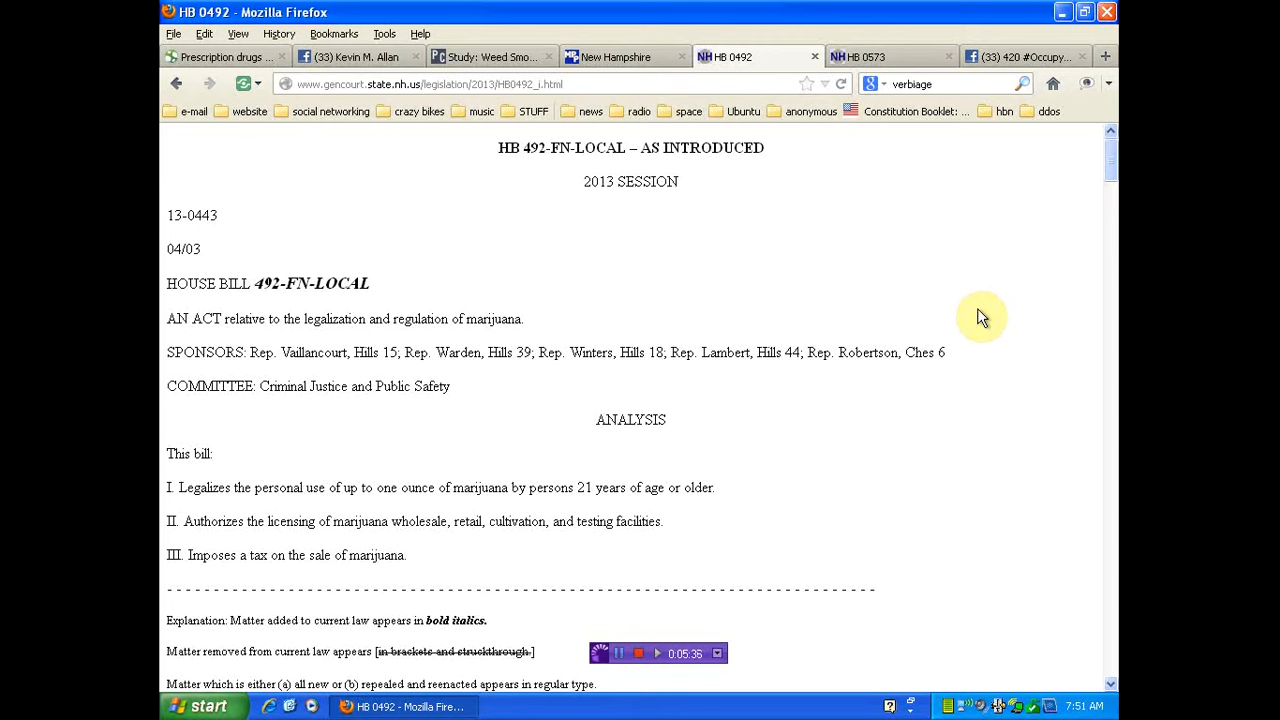 HB 0492 - Mozilla Firefox
File Edit View History Bookmarks Tools Help
Prescription drugs ... (33) Kevin M. Allan Study: Weed Smo... New Hampshire HB 0492 HB 0573 (33) 420 #Occupy...
www.gencourt.state.nh.us/legislation/2013/HB0492_i.html verbiage
e-mail website social networking crazy bikes music STUFF news radio space Ubuntu anonymous Constitution Booklet: ... hbn ddos
HB 492-FN-LOCAL – AS INTRODUCED
2013 SESSION
13-0443
04/03
HOUSE BILL 492-FN-LOCAL
AN ACT relative to the legalization and regulation of marijuana.
SPONSORS: Rep. Vaillancourt, Hills 15; Rep. Warden, Hills 39; Rep. Winters, Hills 18; Rep. Lambert, Hills 44; Rep. Robertson, Ches 6
COMMITTEE: Criminal Justice and Public Safety
ANALYSIS
This bill:
I. Legalizes the personal use of up to one ounce of marijuana by persons 21 years of age or older.
II. Authorizes the licensing of marijuana wholesale, retail, cultivation, and testing facilities.
III. Imposes a tax on the sale of marijuana.
Explanation: Matter added to current law appears in bold italics.
Matter removed from current law appears [in brackets and struckthrough.]
0:05:36
Matter which is either (a) all new or (b) repealed and reenacted appears in regular type.
start HB 0492 - Mozilla Fire... 7:51 AM